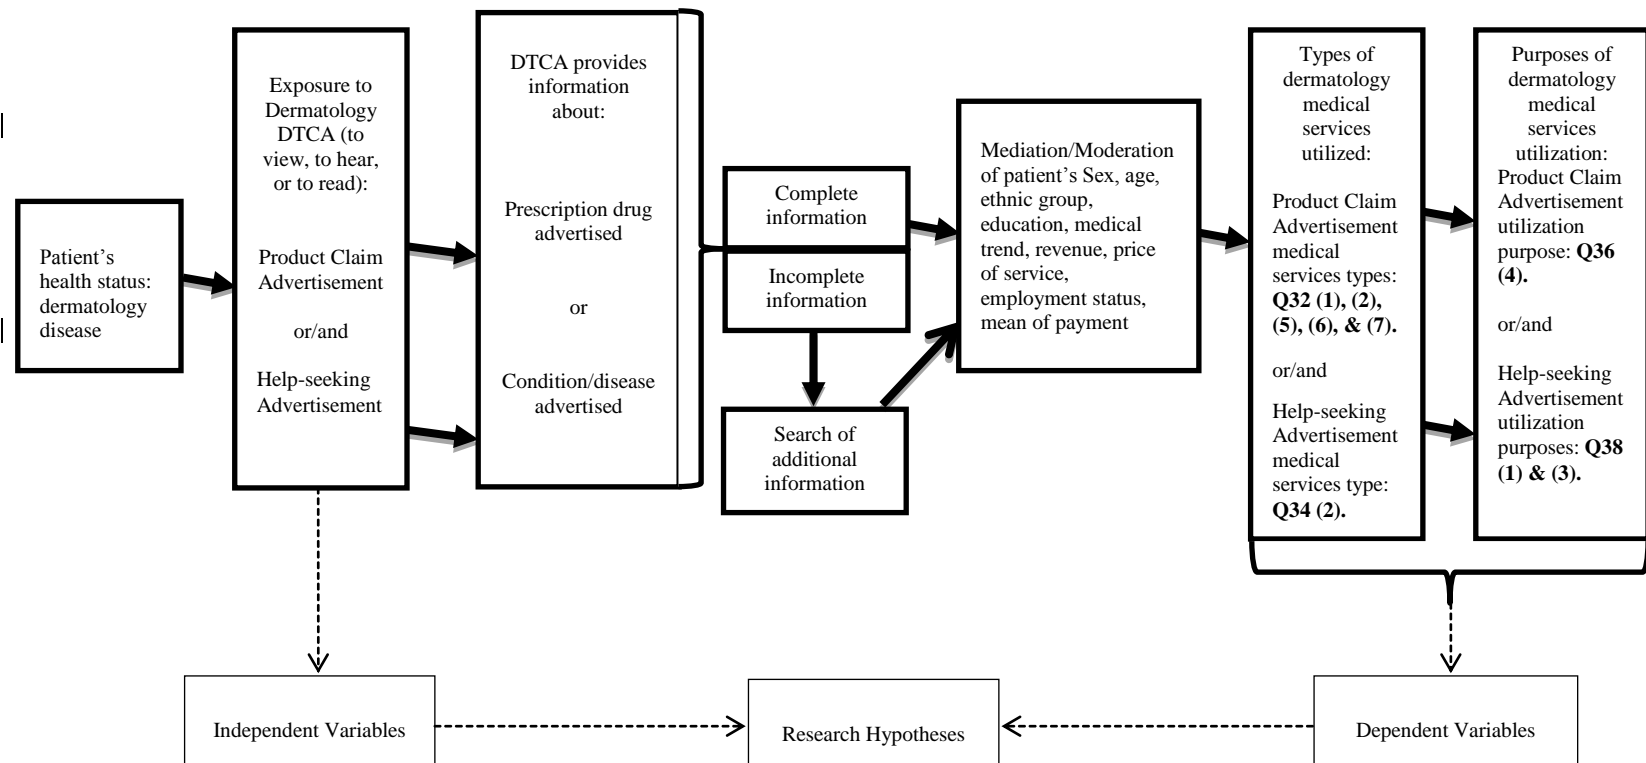 Patient’s
health status:
dermatology
disease
Exposure to
Dermatology
DTCA (to
view, to hear,
or to read):
Product Claim
Advertisement
or/and
Help-seeking
Advertisement
DTCA provides
information
about:
Prescription drug
advertised
or
Condition/disease
advertised
Complete
information
Incomplete
information
Search of
additional
information
Mediation/Moderation
of patient’s Sex, age,
ethnic group,
education, medical
trend, revenue, price
of service,
employment status,
mean of payment
Types of
dermatology
medical
services
utilized:
Product Claim
Advertisement
medical
services types:
Q32 (1), (2),
(5), (6), & (7).
or/and
Help-seeking
Advertisement
medical
services type:
Q34 (2).
Purposes of
dermatology
medical
services
utilization:
Product Claim
Advertisement
utilization
purpose: Q36
(4).
or/and
Help-seeking
Advertisement
utilization
purposes: Q38
(1) & (3).
Independent Variables
Research Hypotheses
Dependent Variables